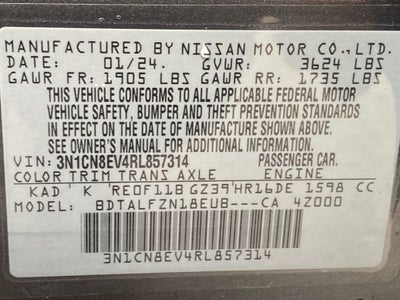 MANUFACTURED BY NISSAN MOTOR CO., LTD.
DATE: 01/24. GVWR: 3624 LBS
GAWR FR: 1905 LBS GAWR RR: 1735 LBS
THIS VEHICLE CONFORMS TO ALL APPLICABLE FEDERAL MOTOR
VEHICLE SAFETY, BUMPER AND THEFT PREVENTION STANDARDS
IN EFFECT ON THE DATE OF MANUFACTURE SHOWN ABOVE.
SEE OWNER'S MANUAL FOR ADDITIONAL INFORMATION.
VIN: 3N1CN8EV4RL857314 PASSENGER CAR
COLOR TRIM TRANS AXLE ENGINE
KAD K RE0F11B GZ39 HR16DE 1598 CC
MODEL: BDTALFZN18EUB---CA 4Z000
3N1CN8EV4RL857314